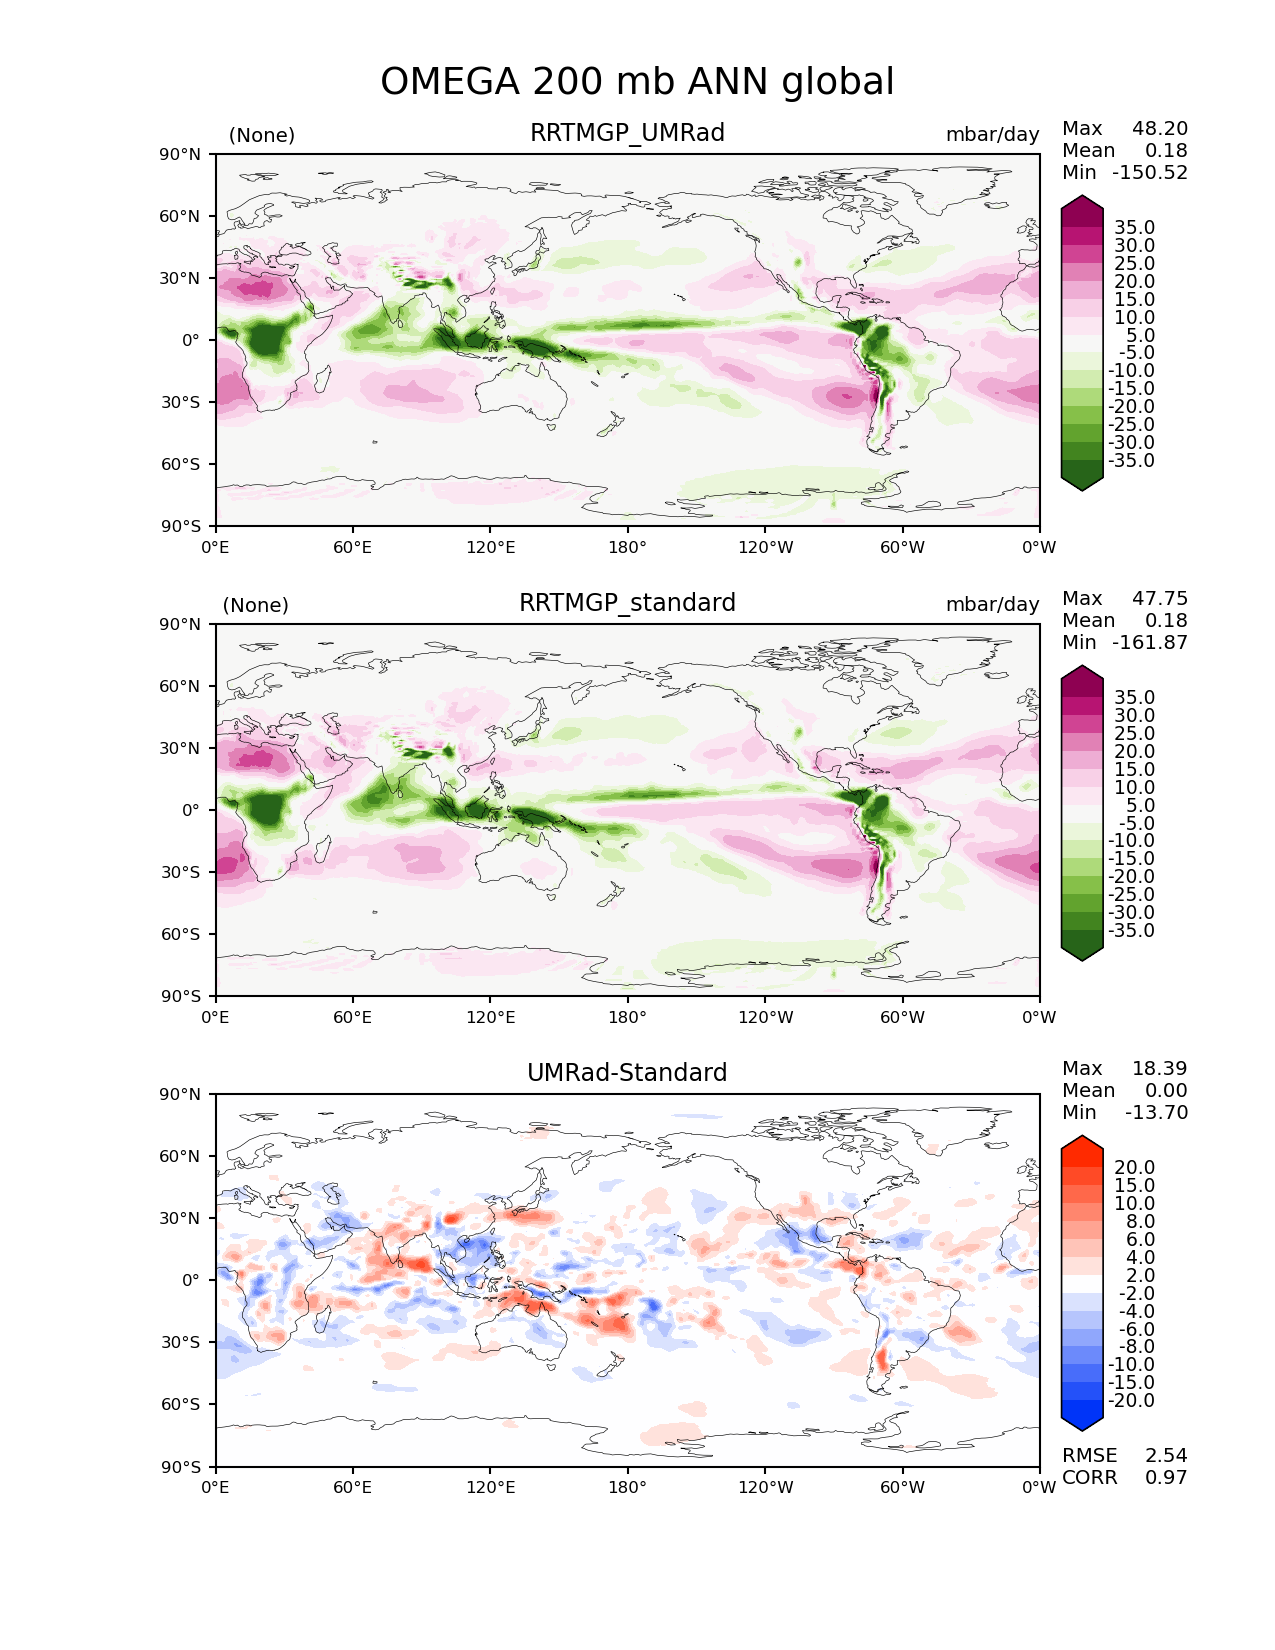 OMEGA 200 mb ANN global
(None) RRTMGP_UMRad mbar/day
Max 48.20
Mean 0.18
Min -150.52
90°N
60°N
30°N
0°
30°S
60°S
90°S
0°E 60°E 120°E 180° 120°W 60°W 0°W
35.0
30.0
25.0
20.0
15.0
10.0
5.0
-5.0
-10.0
-15.0
-20.0
-25.0
-30.0
-35.0
(None) RRTMGP_standard mbar/day
Max 47.75
Mean 0.18
Min -161.87
90°N
60°N
30°N
0°
30°S
60°S
90°S
0°E 60°E 120°E 180° 120°W 60°W 0°W
35.0
30.0
25.0
20.0
15.0
10.0
5.0
-5.0
-10.0
-15.0
-20.0
-25.0
-30.0
-35.0
UMRad-Standard
Max 18.39
Mean 0.00
Min -13.70
90°N
60°N
30°N
0°
30°S
60°S
90°S
0°E 60°E 120°E 180° 120°W 60°W 0°W
20.0
15.0
10.0
8.0
6.0
4.0
2.0
-2.0
-4.0
-6.0
-8.0
-10.0
-15.0
-20.0
RMSE 2.54
CORR 0.97